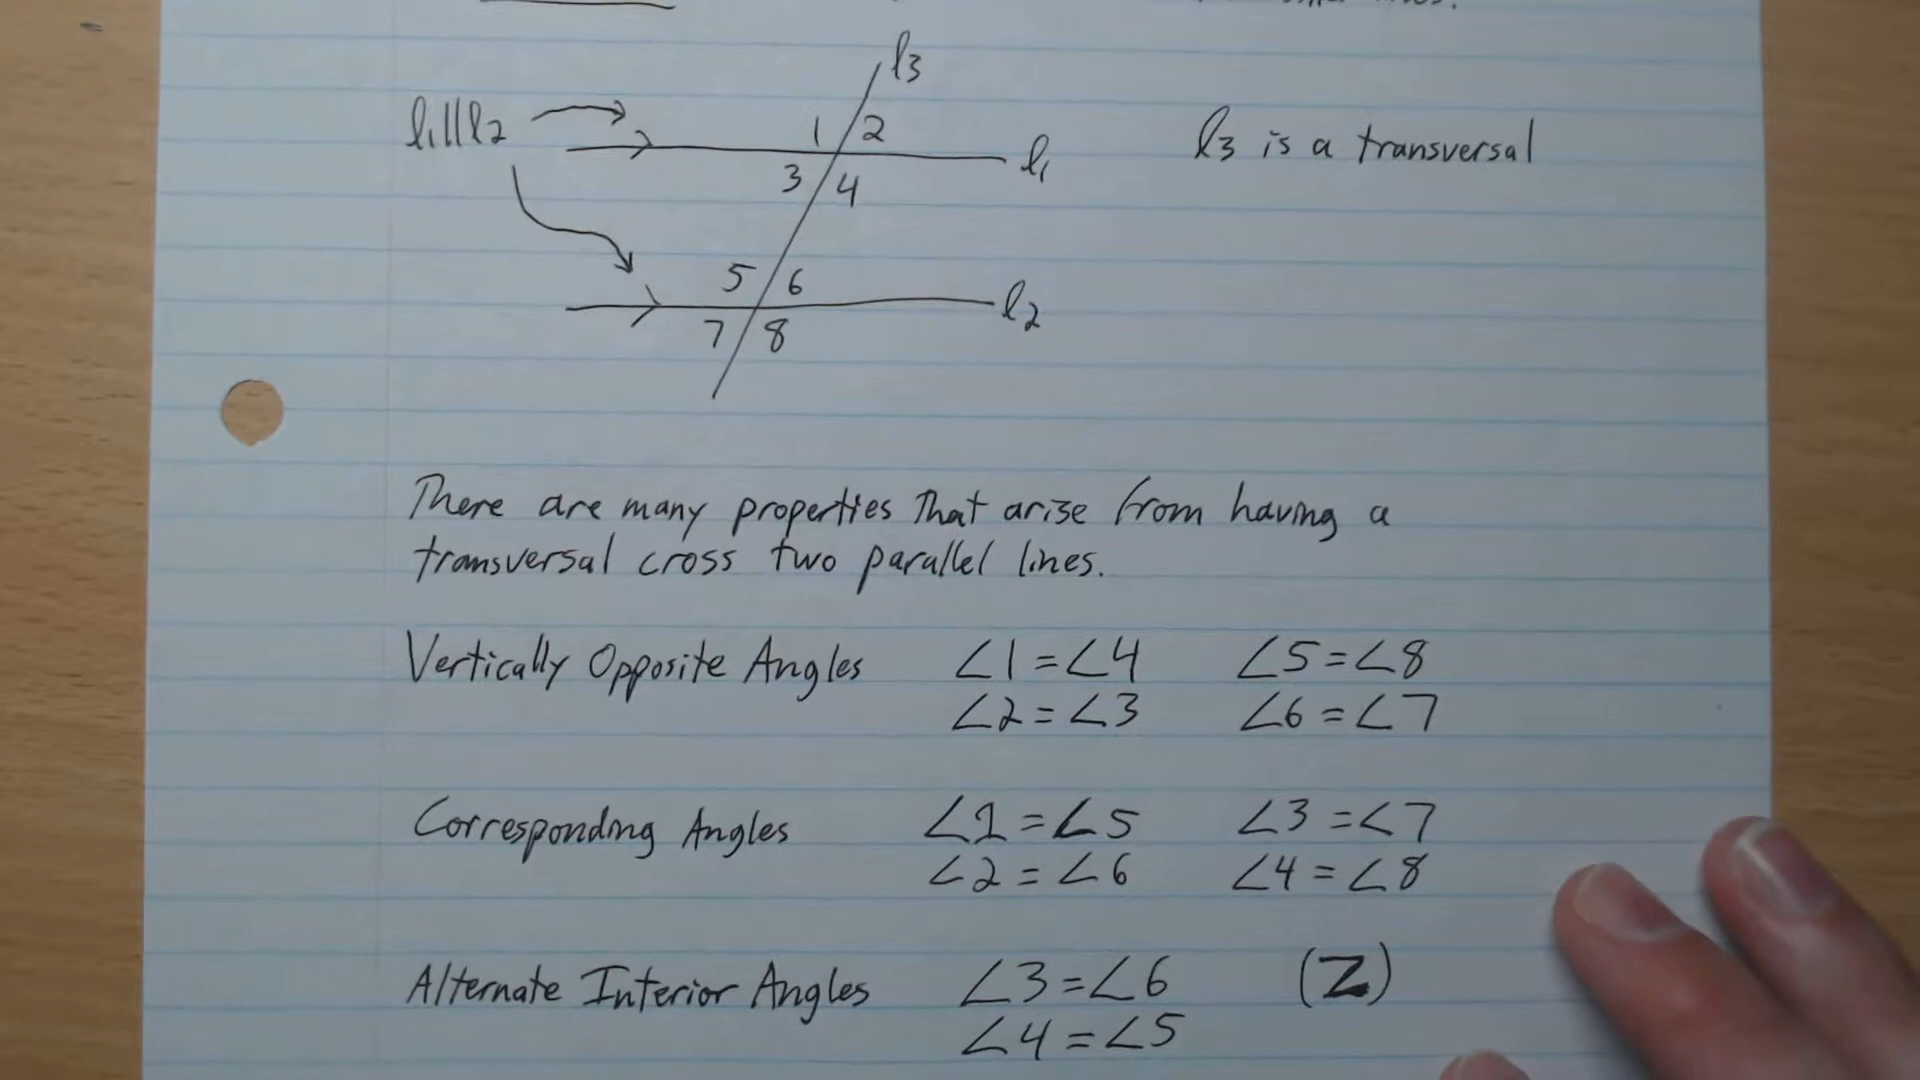 l3
l1||l2
1 2
l1
l3 is a transversal
3 4
5 6
l2
7 8
There are many properties that arise from having a
transversal cross two parallel lines.
Vertically Opposite Angles ∠1=∠4 ∠5=∠8
∠2=∠3 ∠6=∠7
Corresponding Angles ∠1=∠5 ∠3=∠7
∠2=∠6 ∠4=∠8
Alternate Interior Angles ∠3=∠6 (Z)
∠4=∠5